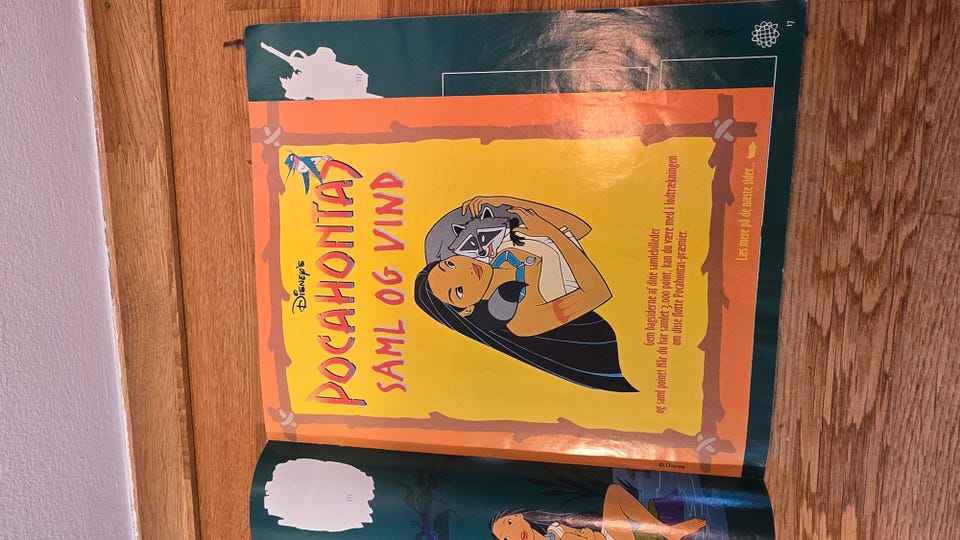 DISNEY'S
POCAHONTAS
SAML OG VIND
Gem bagsiderne af dine samlebilleder
og saml point! Når du har samlet 3.000 point, kan du være med i lodtrækningen
om disse flotte Pocahontas-præmier.
Læs mere på de næste sider...
© Disney
17